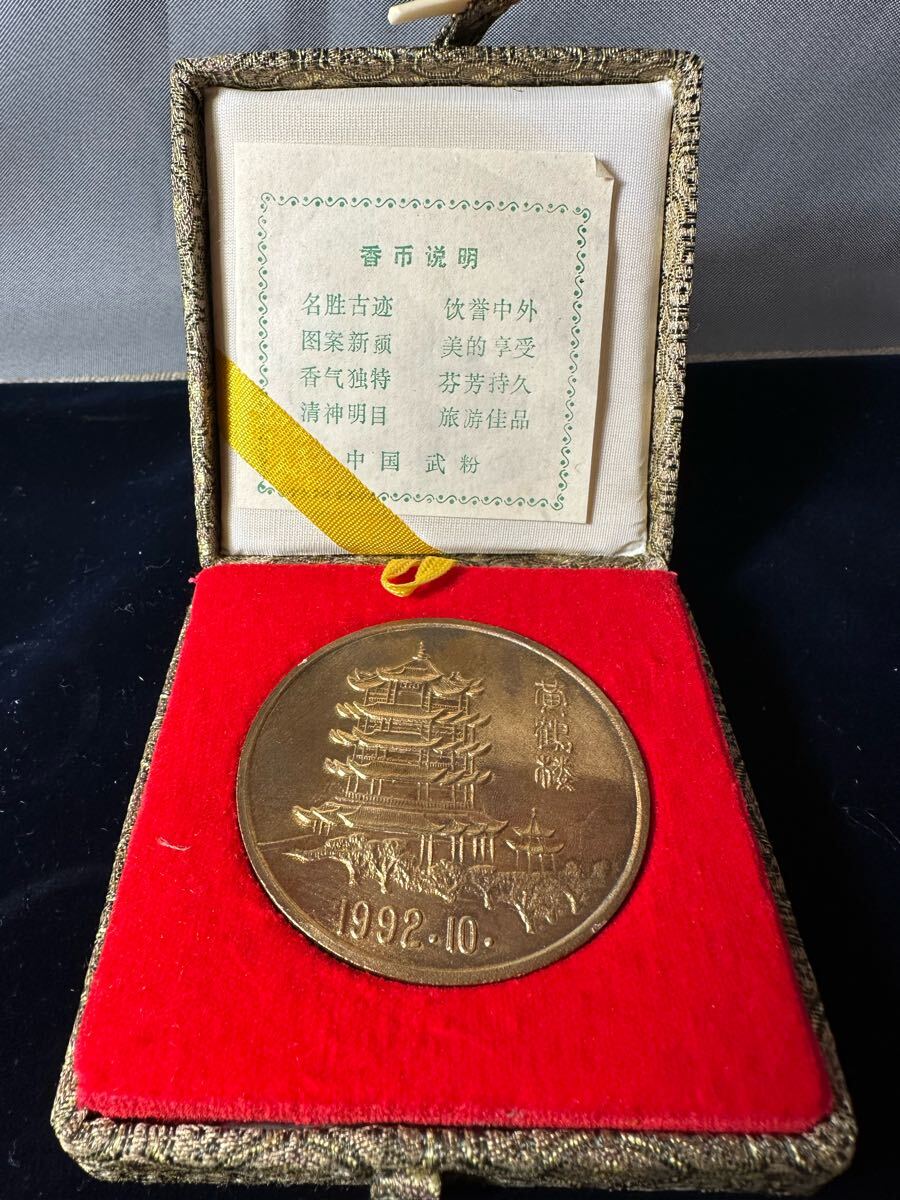 香币说明
名胜古迹 饮誉中外
图案新颃 美的享受
香气独特 芬芳持久
清神明目 旅游佳品
中国 武粉
黄鹤楼
1992·10·